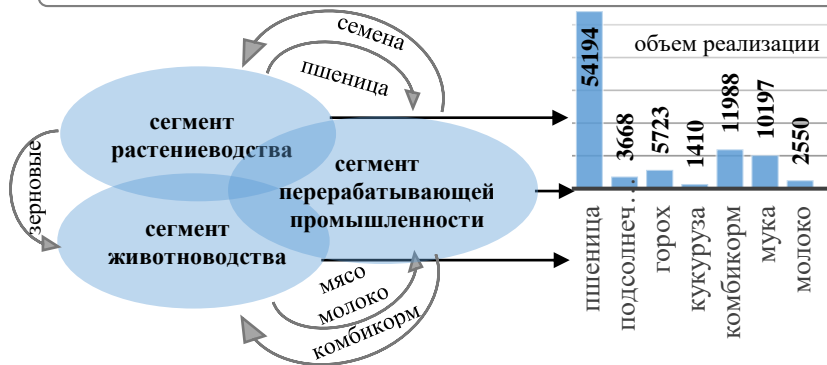 семена
пшеница
зерновые
сегмент
растениеводства
сегмент
перерабатывающей
промышленности
сегмент
животноводства
мясо
молоко
комбикорм
объем реализации
54194
3668
5723
1410
11988
10197
2550
пшеница
подсолнеч…
горох
кукуруза
комбикорм
мука
молоко